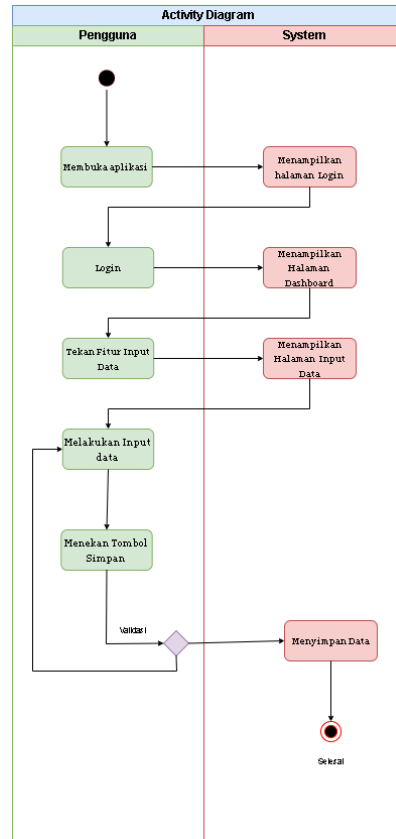 Activity Diagram
Pengguna
System
Membuka aplikasi
Menampilkan
halaman Login
Login
Menampilkan
Halaman
Dashboard
Tekan Fitur Input
Data
Menampilkan
Halaman Input
Data
Melakukan Input
data
Menekan Tombol
Simpan
Validasi
Menyimpan Data
Selesai